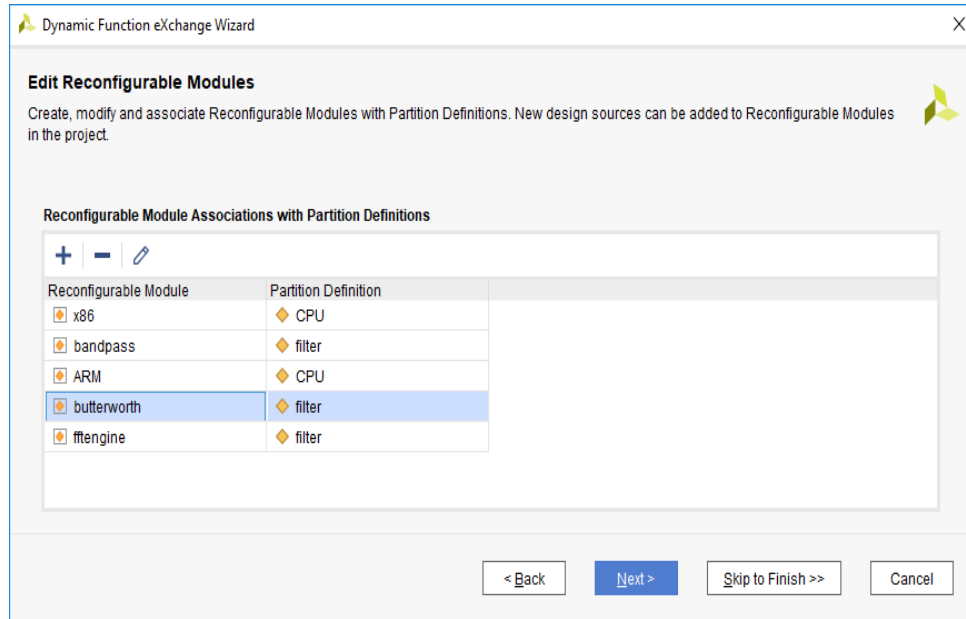 Dynamic Function eXchange Wizard
Edit Reconfigurable Modules
Create, modify and associate Reconfigurable Modules with Partition Definitions. New design sources can be added to Reconfigurable Modules
in the project.
Reconfigurable Module Associations with Partition Definitions
Reconfigurable Module Partition Definition
x86 CPU
bandpass filter
ARM CPU
butterworth filter
fftengine filter
< Back Next > Skip to Finish >> Cancel